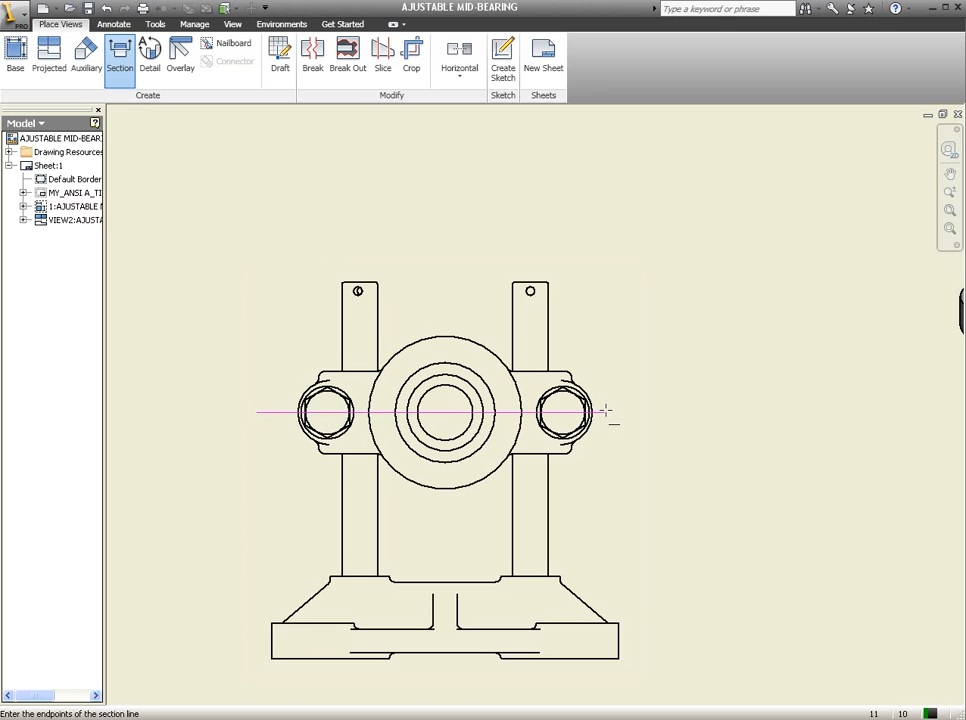 AJUSTABLE MID-BEARING
Type a keyword or phrase
PRO
Place Views Annotate Tools Manage View Environments Get Started
Base Projected Auxiliary Section Detail Overlay
Nailboard
Connector
Draft Break Break Out Slice Crop Horizontal Create Sketch New Sheet
Create Modify Sketch Sheets
Model
AJUSTABLE MID-BEAR
Drawing Resources
Sheet:1
Default Border
MY_ANSI A_TI
1:AJUSTABLE M
VIEW2:AJUSTA
2D
Enter the endpoints of the section line
11 10